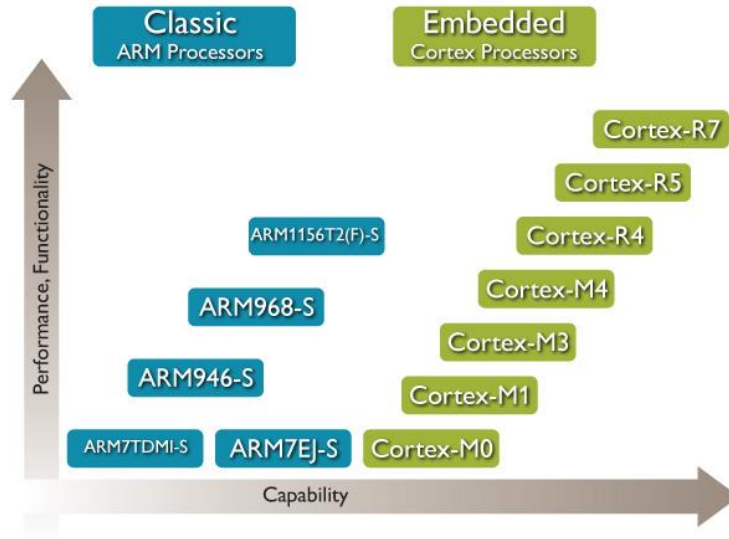 Classic
ARM Processors
Embedded
Cortex Processors
Performance, Functionality
Cortex-R7
Cortex-R5
ARM1156T2(F)-S
Cortex-R4
Cortex-M4
ARM968-S
Cortex-M3
ARM946-S
Cortex-M1
ARM7TDMI-S
ARM7EJ-S
Cortex-M0
Capability